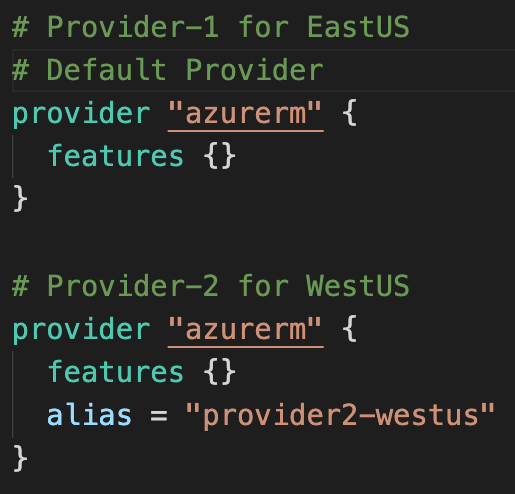 # Provider-1 for EastUS
# Default Provider
provider "azurerm" {
  features {}
}
# Provider-2 for WestUS
provider "azurerm" {
  features {}
  alias = "provider2-westus"
}